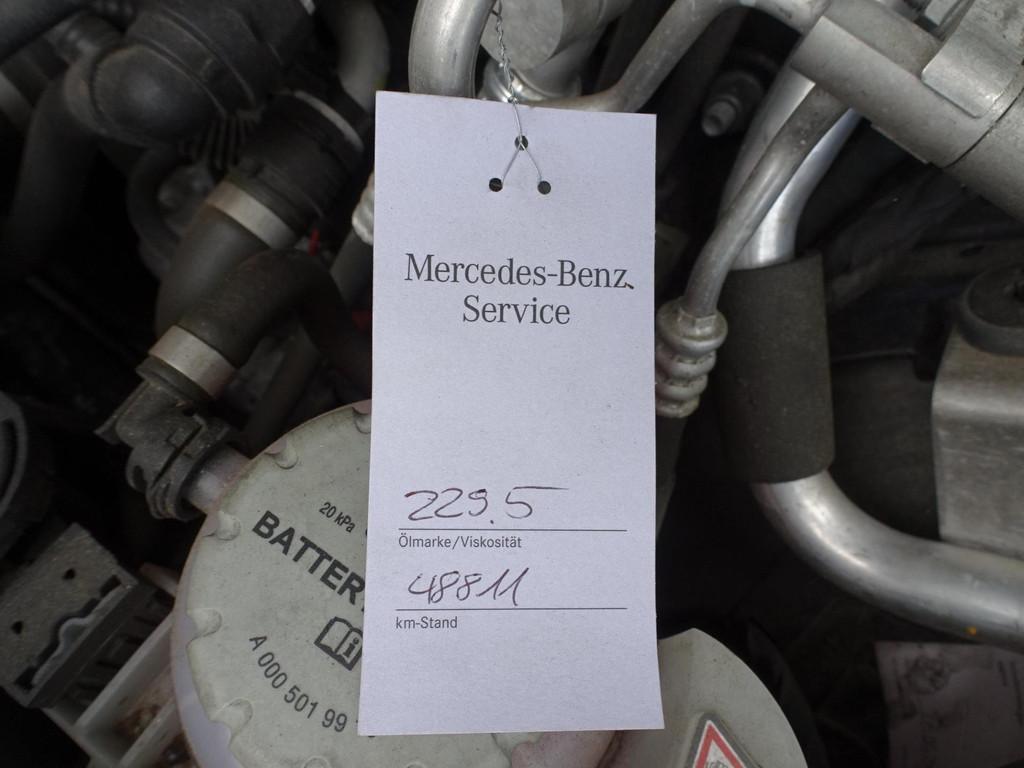 Mercedes-Benz
Service
229.5
Ölmarke/Viskosität
48811
km-Stand
20 kPa
BATTER
A 000 501 99